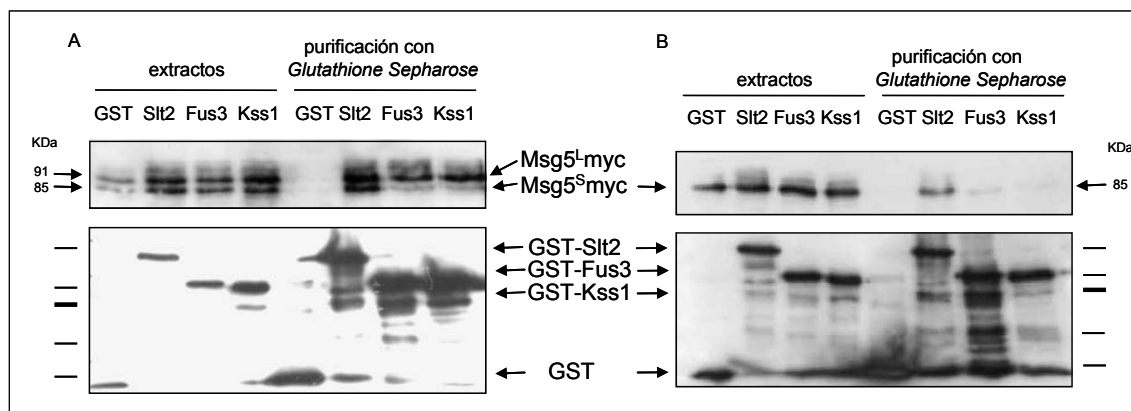 A
extractos
purificación con
Glutathione Sepharose
GST Slt2 Fus3 Kss1 GST Slt2 Fus3 Kss1
KDa
91
85
Msg5ᴸ-myc
Msg5ˢmyc
GST-Slt2
GST-Fus3
GST-Kss1
GST
B
extractos
purificación con
Glutathione Sepharose
GST Slt2 Fus3 Kss1 GST Slt2 Fus3 Kss1
KDa
85